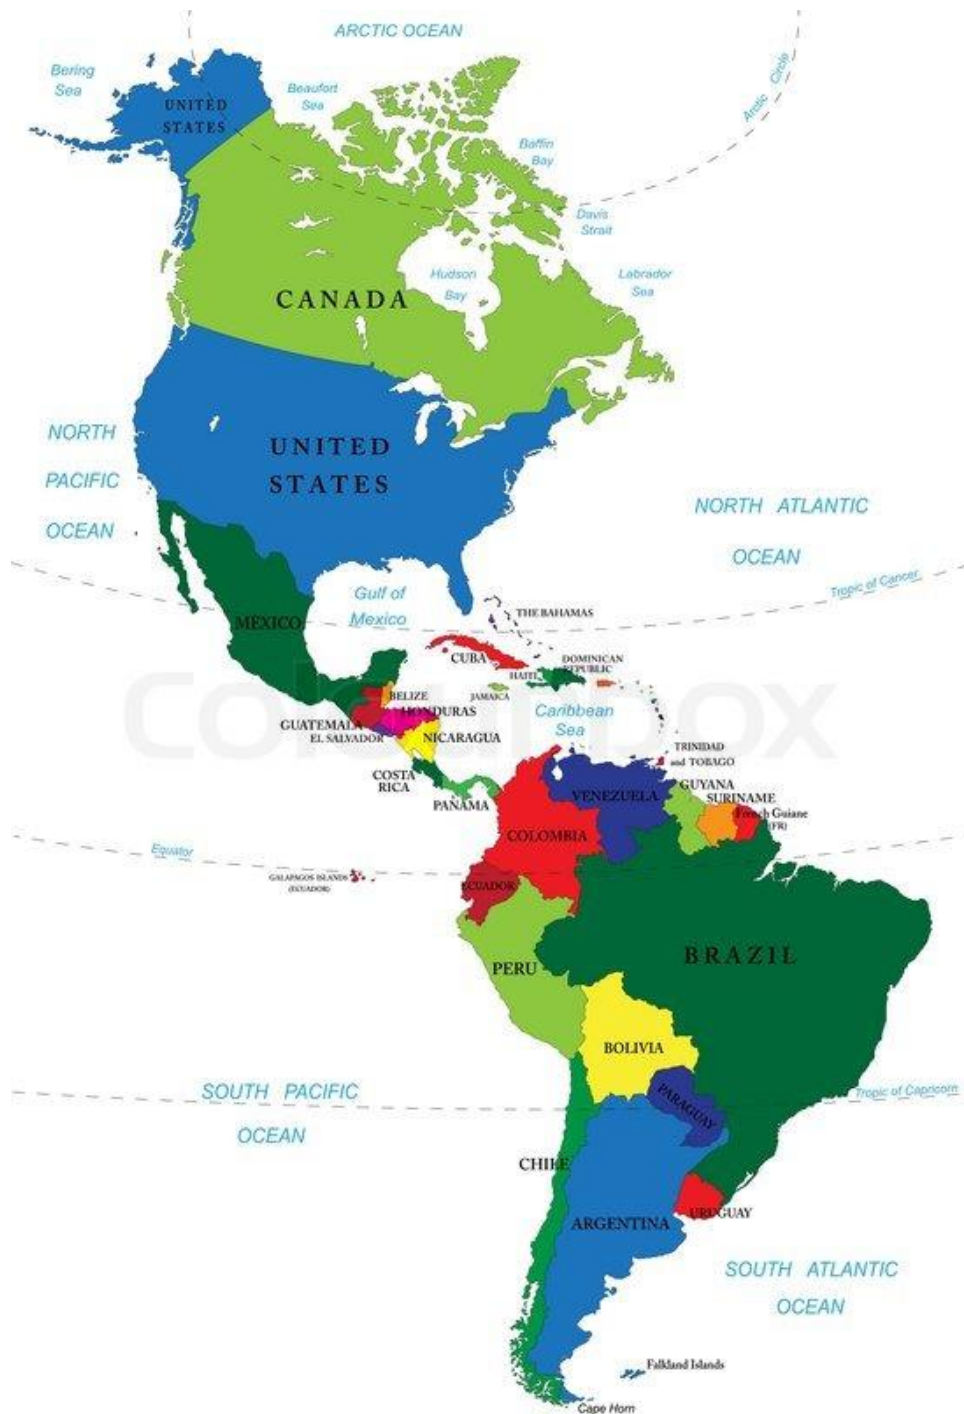 ARCTIC OCEAN
Bering
Sea
Beaufort
Sea
Arctic Circle
UNITED
STATES
Baffin
Bay
Davis
Strait
Labrador
Sea
Hudson
Bay
CANADA
NORTH
PACIFIC
OCEAN
UNITED
STATES
NORTH ATLANTIC
OCEAN
Tropic of Cancer
Gulf of
Mexico
MEXICO
THE BAHAMAS
CUBA
DOMINICAN
REPUBLIC
HAITI
JAMAICA
BELIZE
HONDURAS
GUATEMALA
EL SALVADOR
NICARAGUA
Caribbean
Sea
colourbox
COSTA
RICA
PANAMA
TRINIDAD
and TOBAGO
VENEZUELA
GUYANA
SURINAME
French Guiane
(FR)
COLOMBIA
Equator
GALAPAGOS ISLANDS
(ECUADOR)
ECUADOR
PERU
BRAZIL
BOLIVIA
SOUTH PACIFIC
OCEAN
Tropic of Capricorn
PARAGUAY
CHILE
ARGENTINA
URUGUAY
SOUTH ATLANTIC
OCEAN
Falkland Islands
Cape Horn